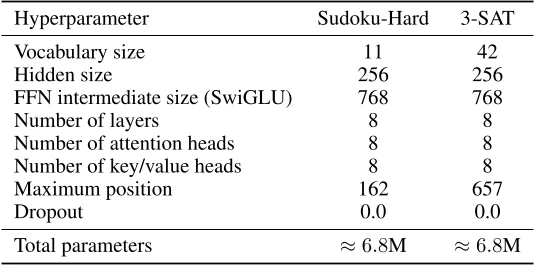 Hyperparameter Sudoku-Hard 3-SAT
Vocabulary size 11 42
Hidden size 256 256
FFN intermediate size (SwiGLU) 768 768
Number of layers 8 8
Number of attention heads 8 8
Number of key/value heads 8 8
Maximum position 162 657
Dropout 0.0 0.0
Total parameters ≈ 6.8M ≈ 6.8M